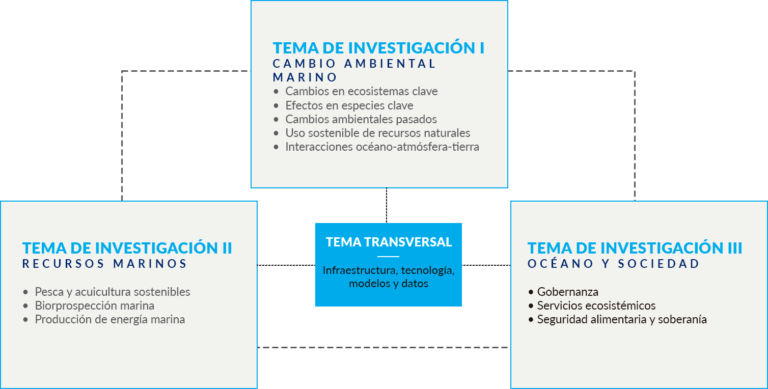 TEMA DE INVESTIGACIÓN I
CAMBIO AMBIENTAL
MARINO
• Cambios en ecosistemas clave
• Efectos en especies clave
• Cambios ambientales pasados
• Uso sostenible de recursos naturales
• Interacciones océano-atmósfera-tierra
TEMA DE INVESTIGACIÓN II
RECURSOS MARINOS
• Pesca y acuicultura sostenibles
• Biorprospección marina
• Producción de energía marina
TEMA TRANSVERSAL
Infraestructura, tecnología,
modelos y datos
TEMA DE INVESTIGACIÓN III
OCÉANO Y SOCIEDAD
• Gobernanza
• Servicios ecosistémicos
• Seguridad alimentaria y soberanía